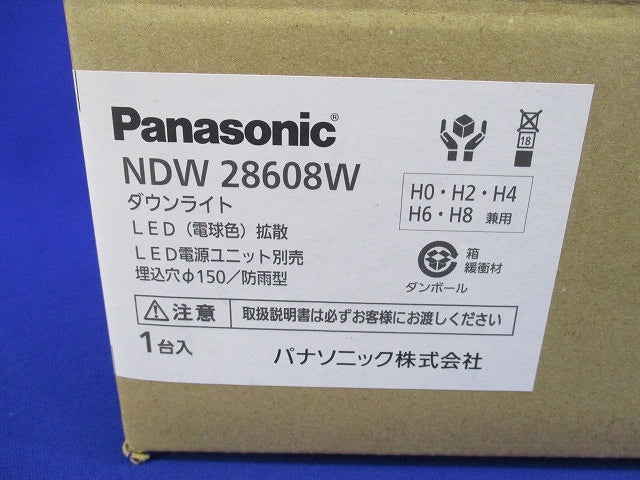 Panasonic®
NDW 28608W
ダウンライト
LED（電球色）拡散
LED電源ユニット別売
埋込穴φ150／防雨型
18
H0・H2・H4
H6・H8 兼用
箱
緩衝材
ダンボール
注意
取扱説明書は必ずお客様にお渡しください
1台入
パナソニック株式会社